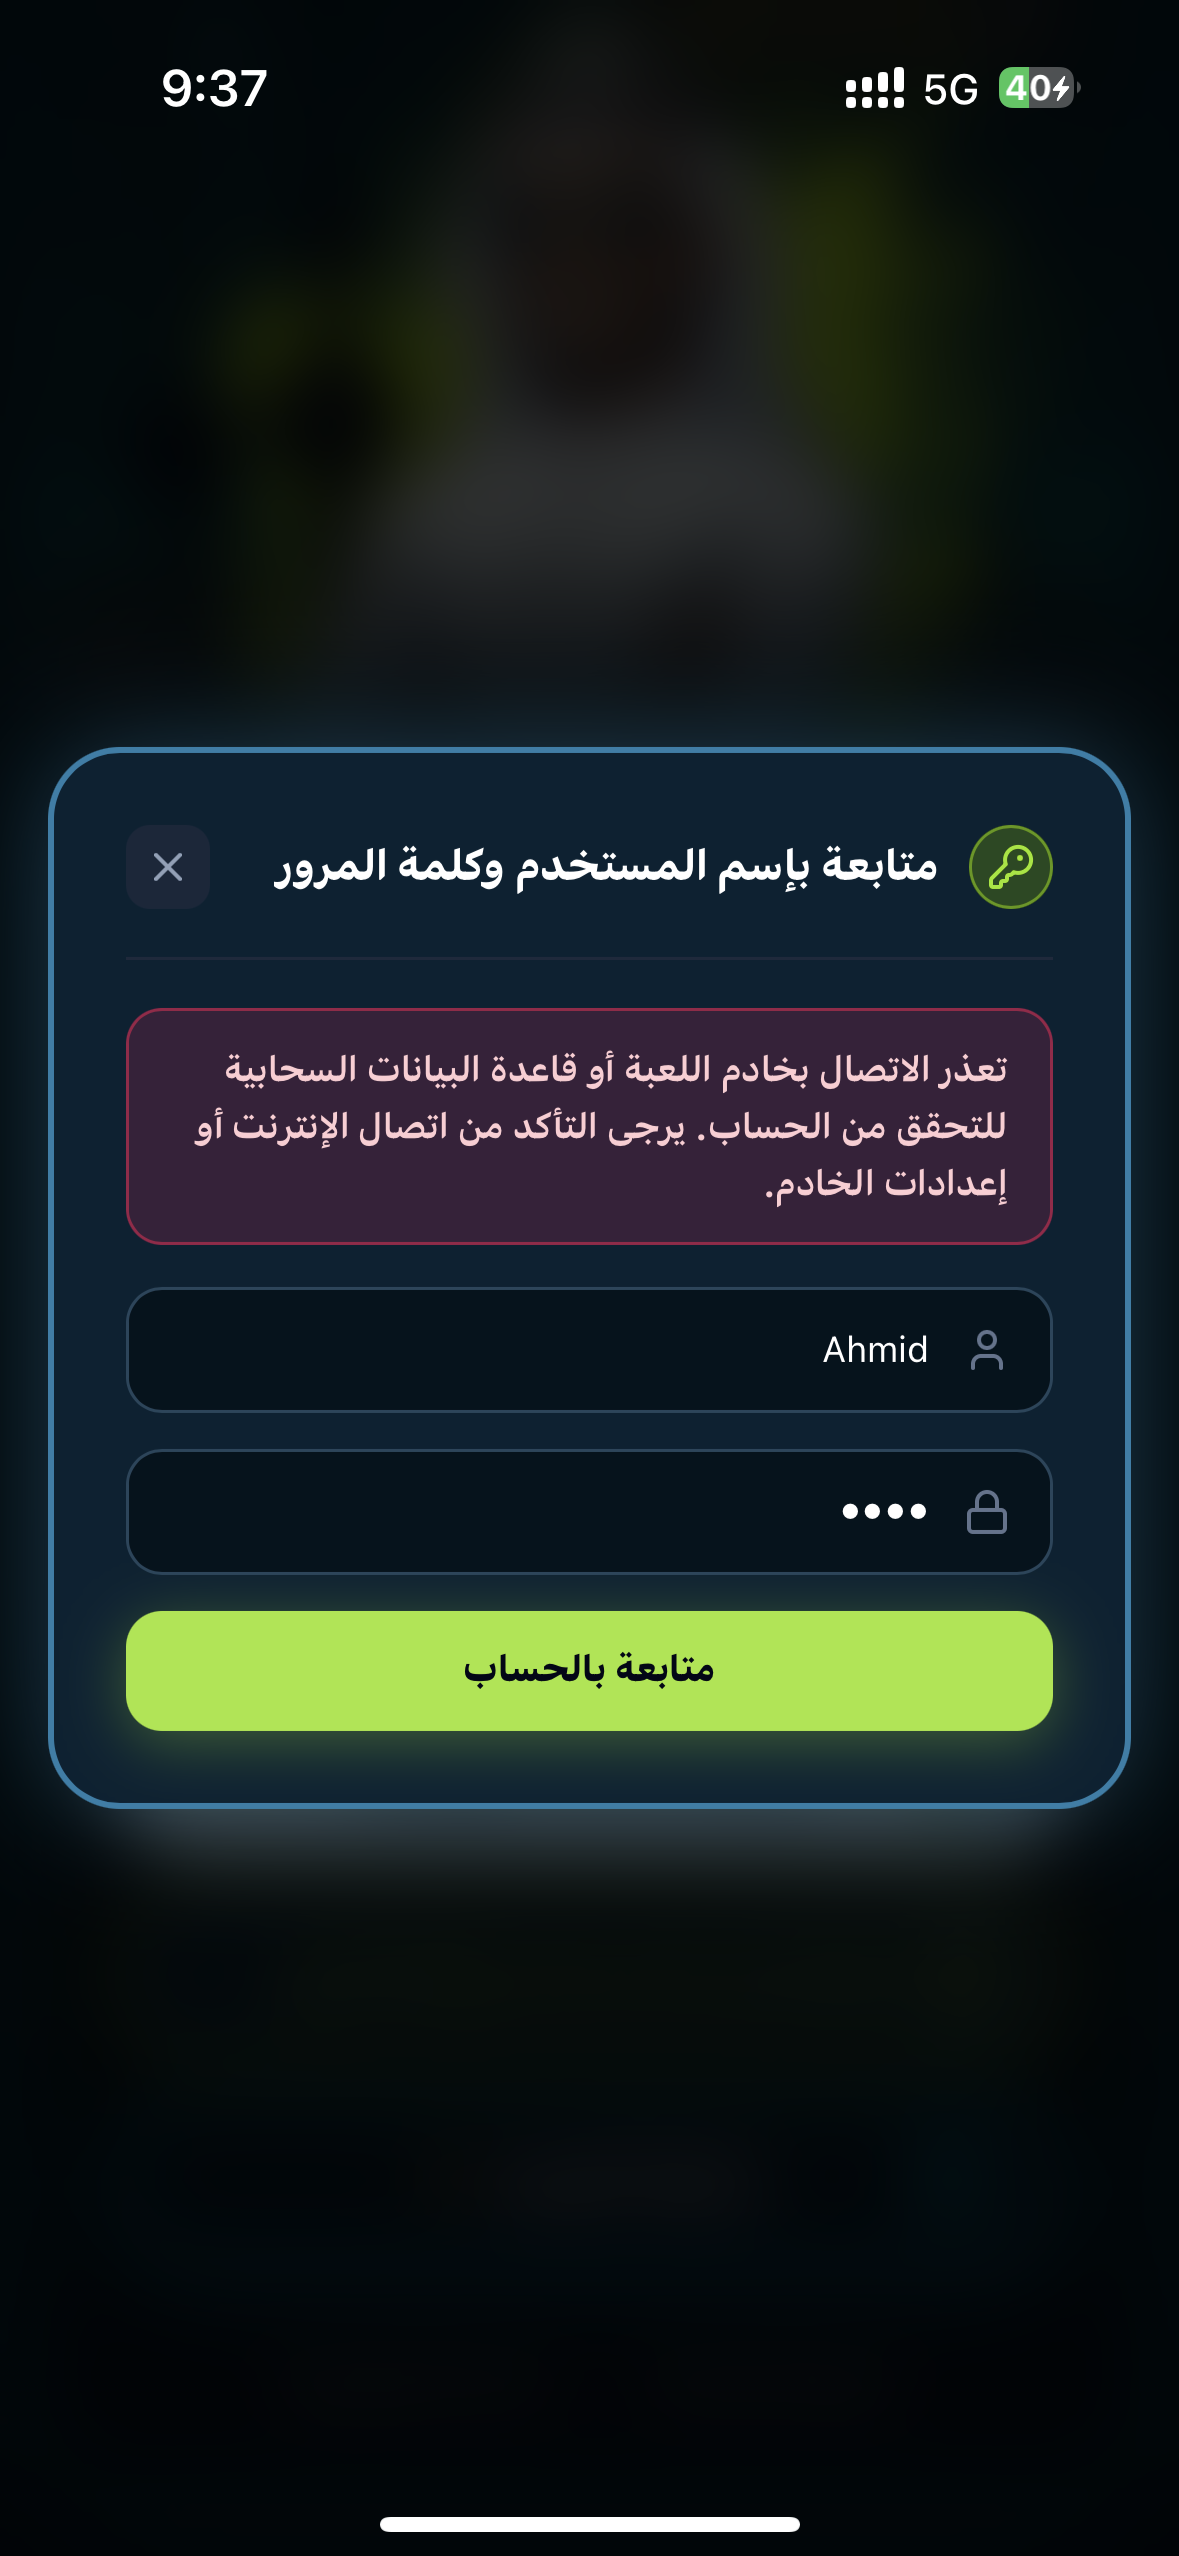 9:37
5G
40
متابعة بإسم المستخدم وكلمة المرور
تعذر الاتصال بخادم اللعبة أو قاعدة البيانات السحابية
للتحقق من الحساب. يرجى التأكد من اتصال الإنترنت أو
إعدادات الخادم.
Ahmid
••••
متابعة بالحساب